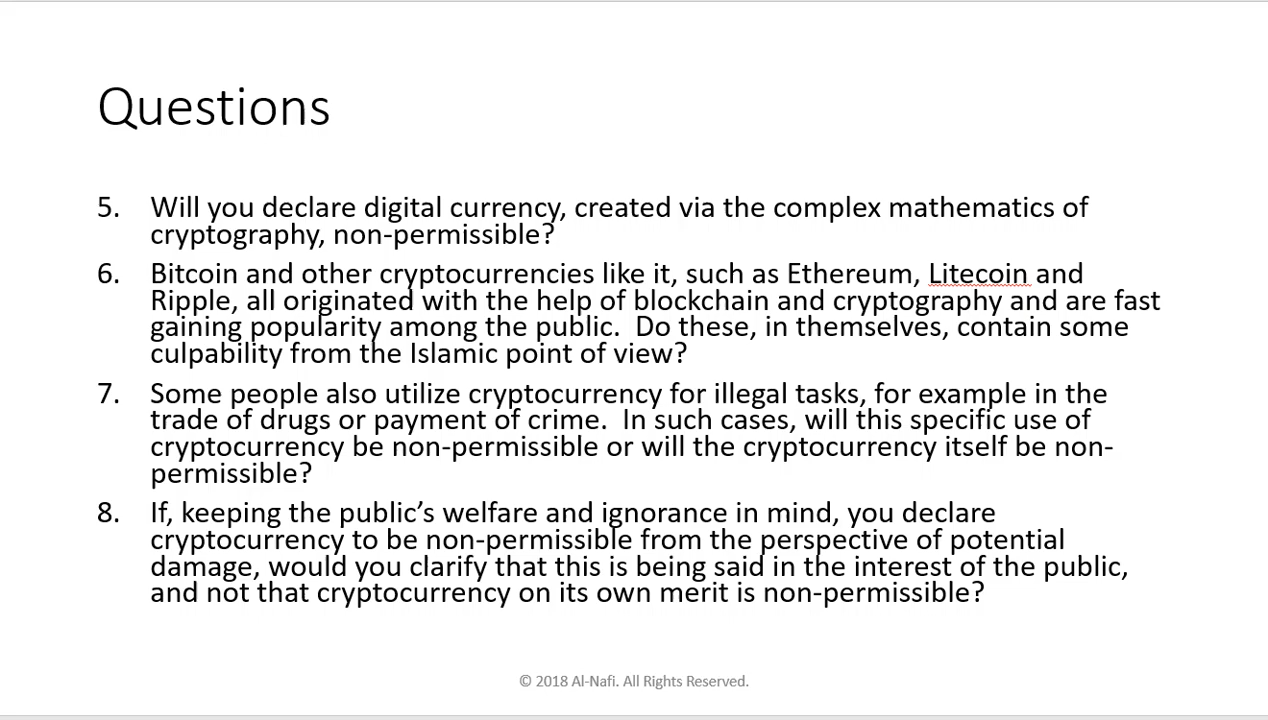 Questions
5. Will you declare digital currency, created via the complex mathematics of
cryptography, non-permissible?
6. Bitcoin and other cryptocurrencies like it, such as Ethereum, Litecoin and
Ripple, all originated with the help of blockchain and cryptography and are fast
gaining popularity among the public.  Do these, in themselves, contain some
culpability from the Islamic point of view?
7. Some people also utilize cryptocurrency for illegal tasks, for example in the
trade of drugs or payment of crime.  In such cases, will this specific use of
cryptocurrency be non-permissible or will the cryptocurrency itself be non-
permissible?
8. If, keeping the public’s welfare and ignorance in mind, you declare
cryptocurrency to be non-permissible from the perspective of potential
damage, would you clarify that this is being said in the interest of the public,
and not that cryptocurrency on its own merit is non-permissible?
© 2018 Al-Nafi. All Rights Reserved.